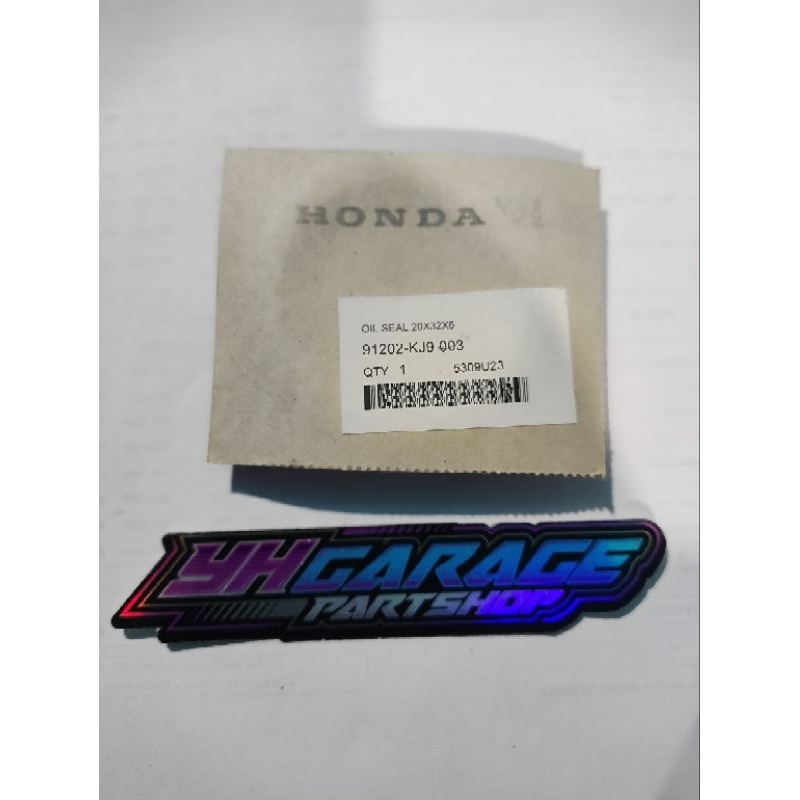 HONDA
OIL SEAL 20X32X6
91202-KJ9 003
QTY 1 5309U23
YHGARAGE
PARTSHOP